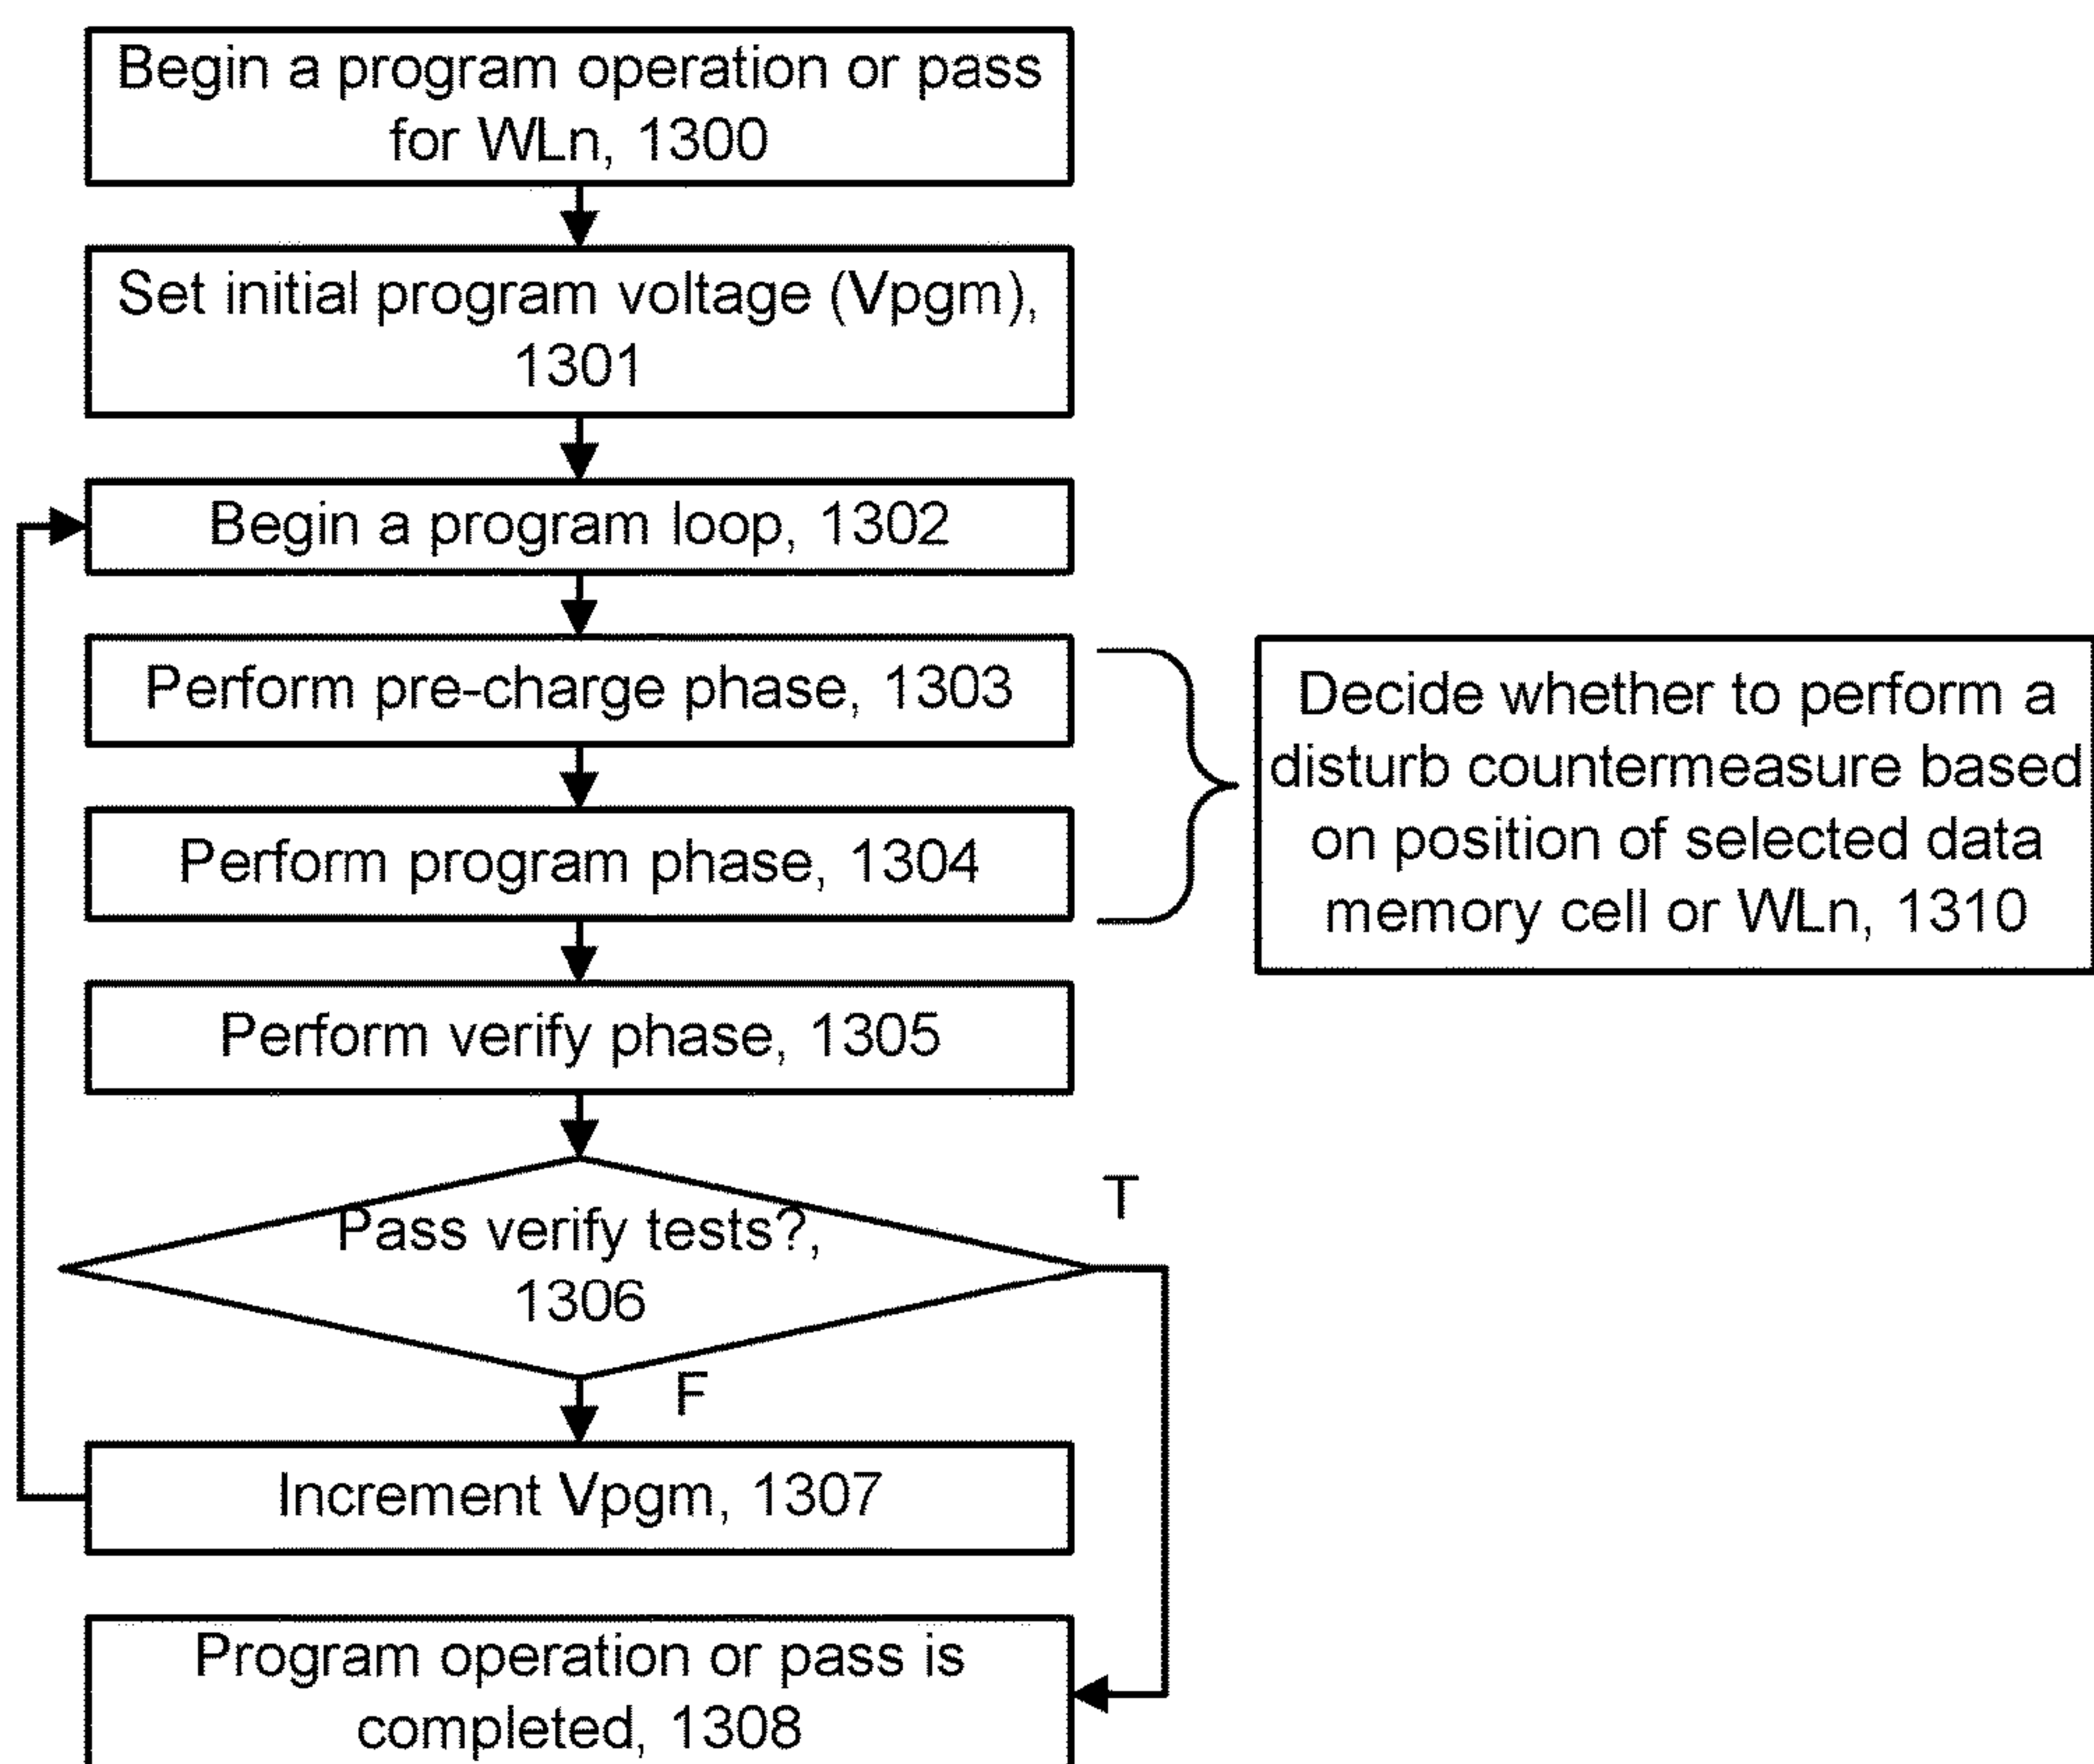 Begin a program operation or pass
for WLn, 1300
Set initial program voltage (Vpgm),
1301
Begin a program loop, 1302
Perform pre-charge phase, 1303
Perform program phase, 1304
Decide whether to perform a
disturb countermeasure based
on position of selected data
memory cell or WLn, 1310
Perform verify phase, 1305
Pass verify tests?,
1306
T
F
Increment Vpgm, 1307
Program operation or pass is
completed, 1308